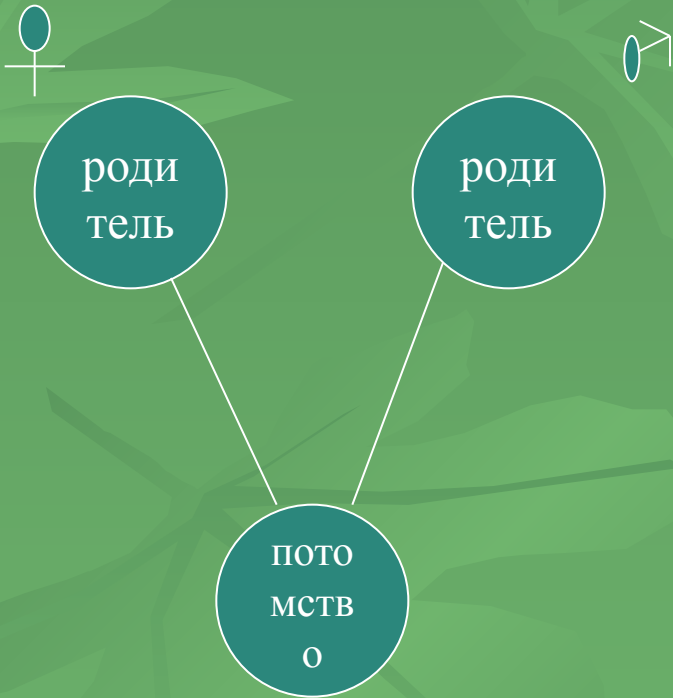 роди
тель
роди
тель
пото
мств
о